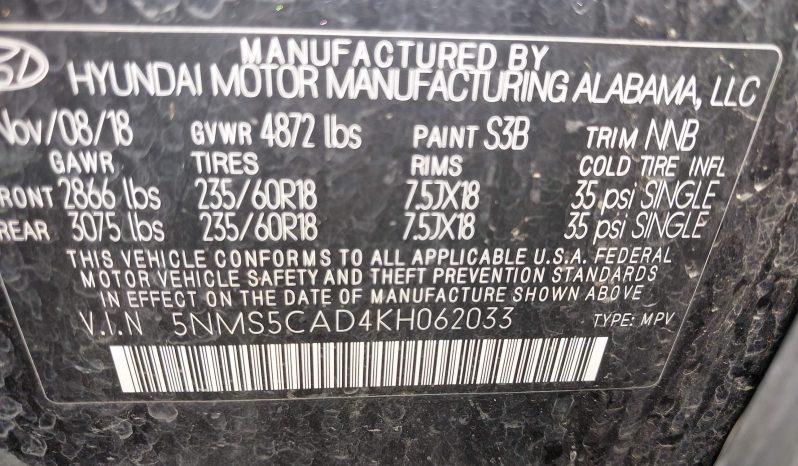 MANUFACTURED BY
HYUNDAI MOTOR MANUFACTURING ALABAMA, LLC
Nov/08/18 GVWR 4872 lbs PAINT S3B TRIM NNB
GAWR TIRES RIMS COLD TIRE INFL
FRONT 2866 lbs 235/60R18 7.5JX18 35 psi SINGLE
REAR 3075 lbs 235/60R18 7.5JX18 35 psi SINGLE
THIS VEHICLE CONFORMS TO ALL APPLICABLE U.S.A. FEDERAL
MOTOR VEHICLE SAFETY AND THEFT PREVENTION STANDARDS
IN EFFECT ON THE DATE OF MANUFACTURE SHOWN ABOVE
V.I.N 5NMS5CAD4KH062033 TYPE: MPV